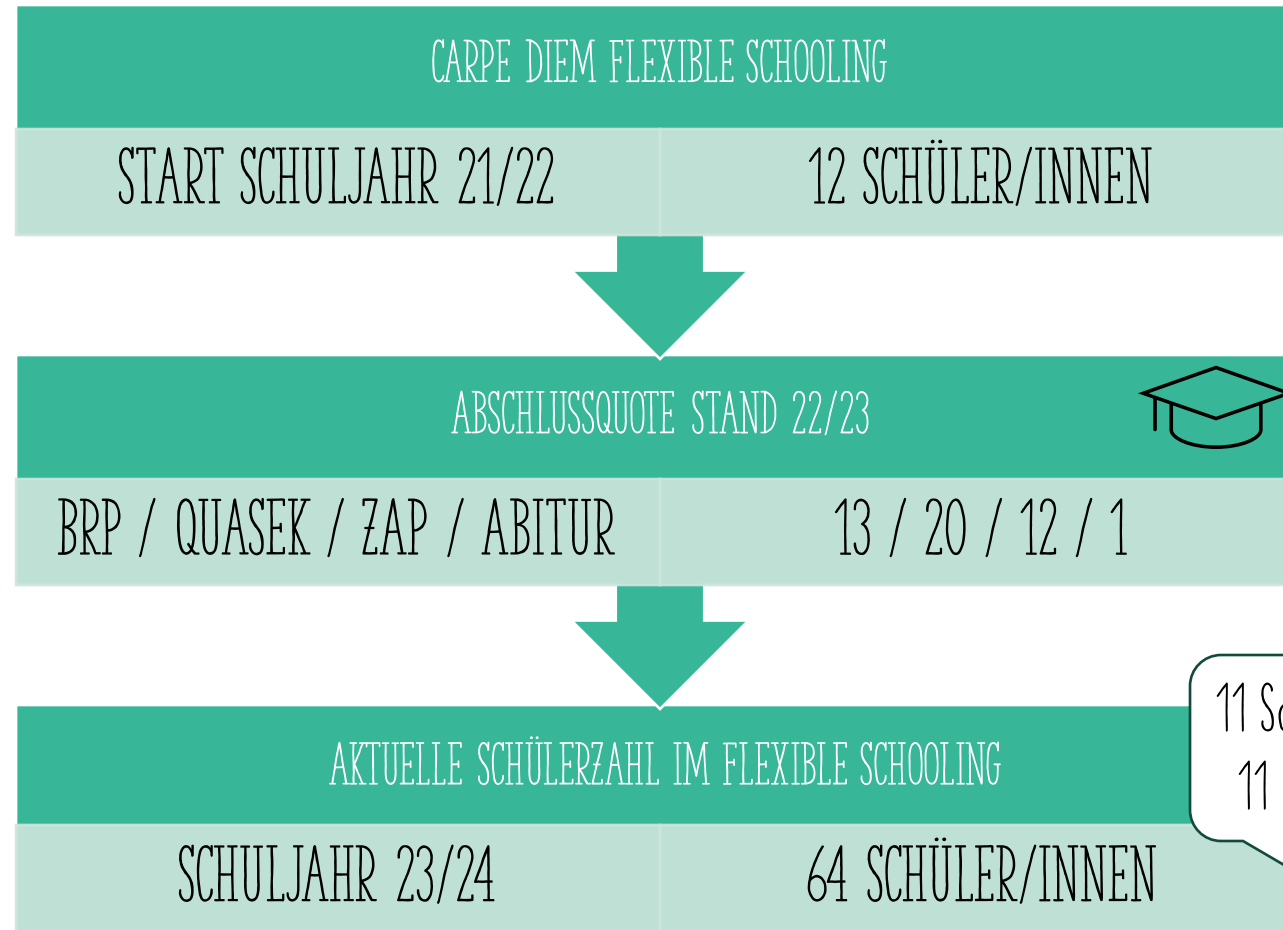 CARPE DIEM FLEXIBLE SCHOOLING
START SCHULJAHR 21/22
12 SCHÜLER/INNEN
ABSCHLUSSQUOTE STAND 22/23
BRP / QUASEK / ZAP / ABITUR
13 / 20 / 12 / 1
11
11
AKTUELLE SCHÜLERZAHL IM FLEXIBLE SCHOOLING
SCHULJAHR 23/24
64 SCHÜLER/INNEN